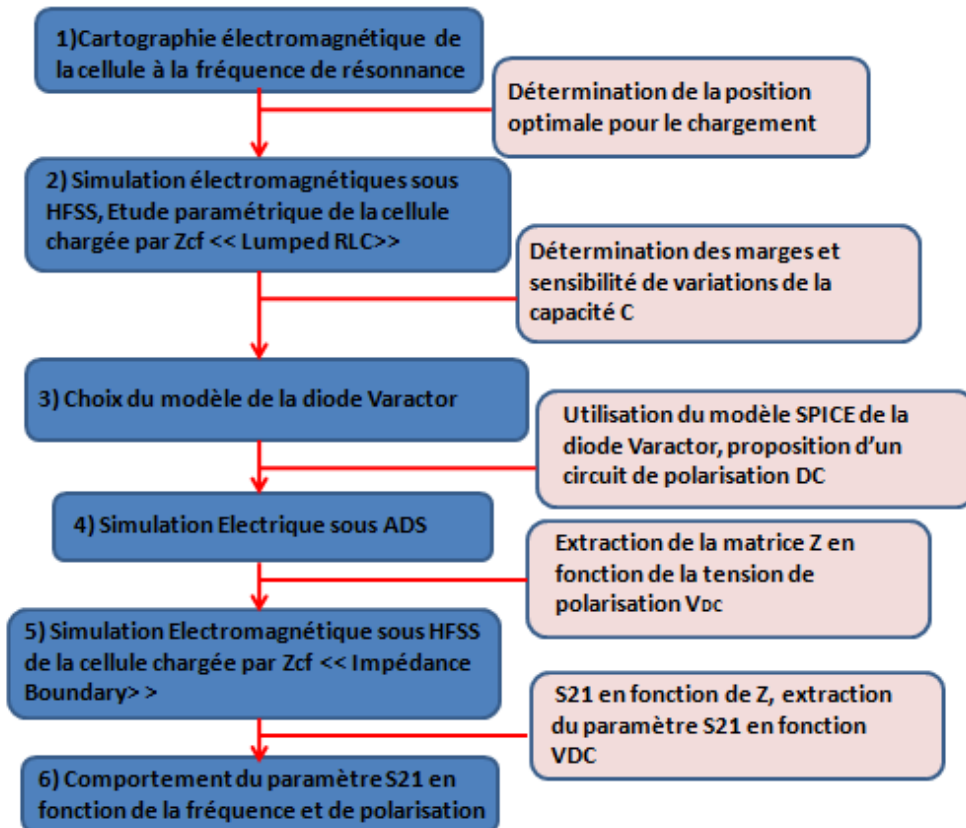 1)Cartographie électromagnétique de
la cellule à la fréquence de résonnance
Détermination de la position
optimale pour le chargement
2) Simulation électromagnétiques sous
HFSS, Etude paramétrique de la cellule
chargée par Zcf << Lumped RLC>>
Détermination des marges et
sensibilité de variations de la
capacité C
3) Choix du modèle de la diode Varactor
Utilisation du modèle SPICE de la
diode Varactor, proposition d'un
circuit de polarisation DC
4) Simulation Electrique sous ADS
Extraction de la matrice Z en
fonction de la tension de
polarisation VDC
5) Simulation Electromagnétique sous HFSS
de la cellule chargée par Zcf << Impédance
Boundary> >
S21 en fonction de Z, extraction
du paramètre S21 en fonction
VDC
6) Comportement du paramètre S21 en
fonction de la fréquence et de polarisation